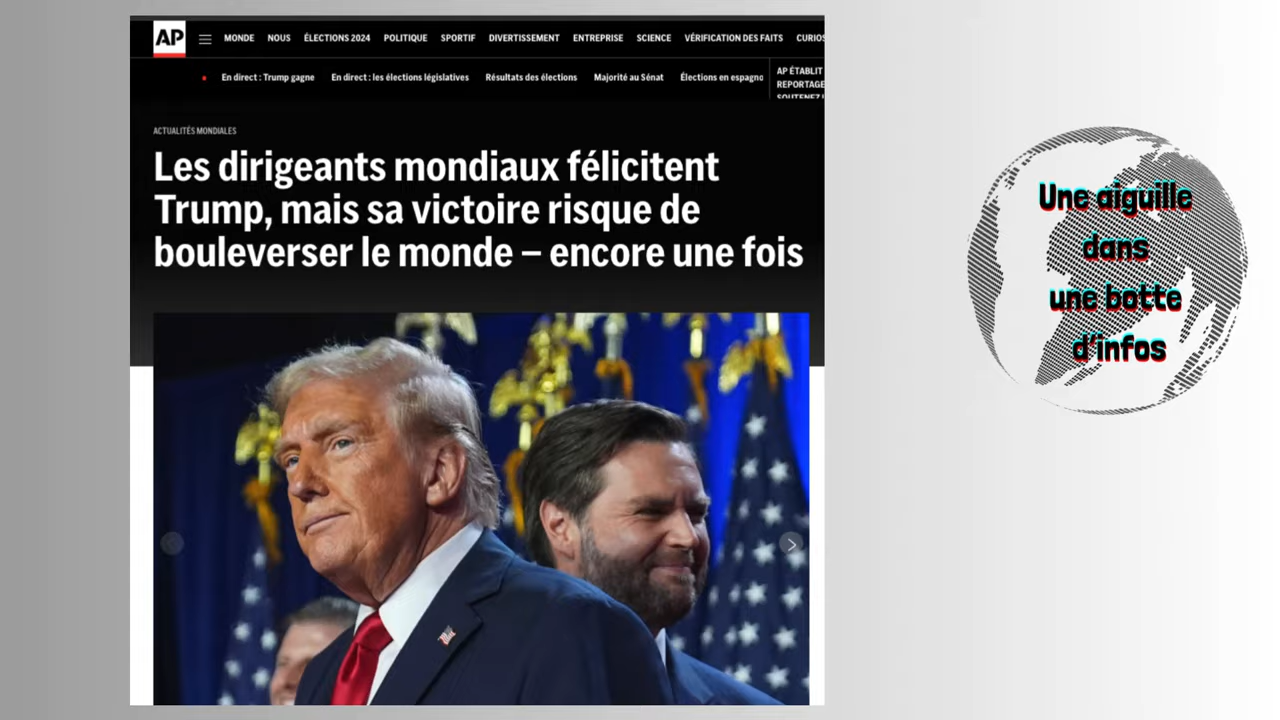 AP
MONDE NOUS ÉLECTIONS 2024 POLITIQUE SPORTIF DIVERTISSEMENT ENTREPRISE SCIENCE VÉRIFICATION DES FAITS CURIOS
En direct : Trump gagne En direct : les élections législatives Résultats des élections Majorité au Sénat Élections en espagno
AP ÉTABLIT
REPORTAGE
SOUTENEZ
ACTUALITÉS MONDIALES
Les dirigeants mondiaux félicitent
Trump, mais sa victoire risque de
bouleverser le monde – encore une fois
Une aiguille
dans
une botte
d'infos